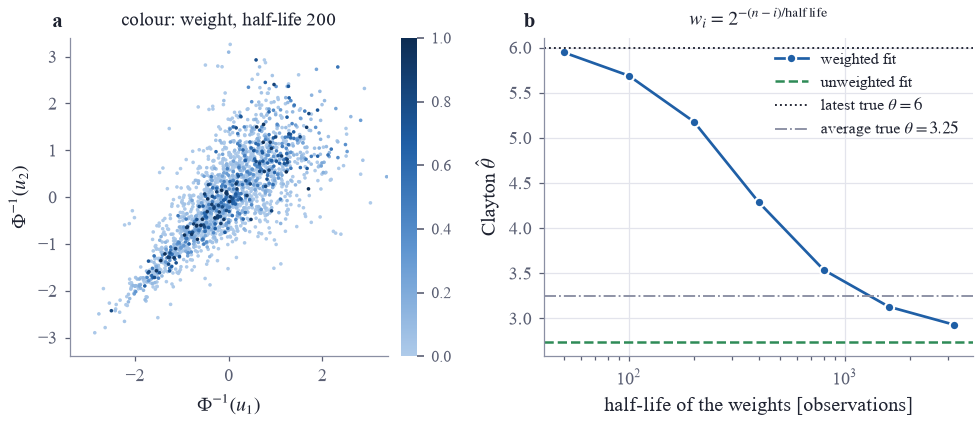 a
colour: weight, half-life 200
3
2
1
0
−1
−2
−3
−2
0
2
Φ⁻¹(u₁)
Φ⁻¹(u₂)
1.0
0.8
0.6
0.4
0.2
0.0
b
wᵢ = 2^{−(n − i)/half life}
6.0
5.5
5.0
4.5
4.0
3.5
3.0
Clayton θ̂
10²
10³
half-life of the weights [observations]
weighted fit
unweighted fit
latest true θ = 6
average true θ = 3.25